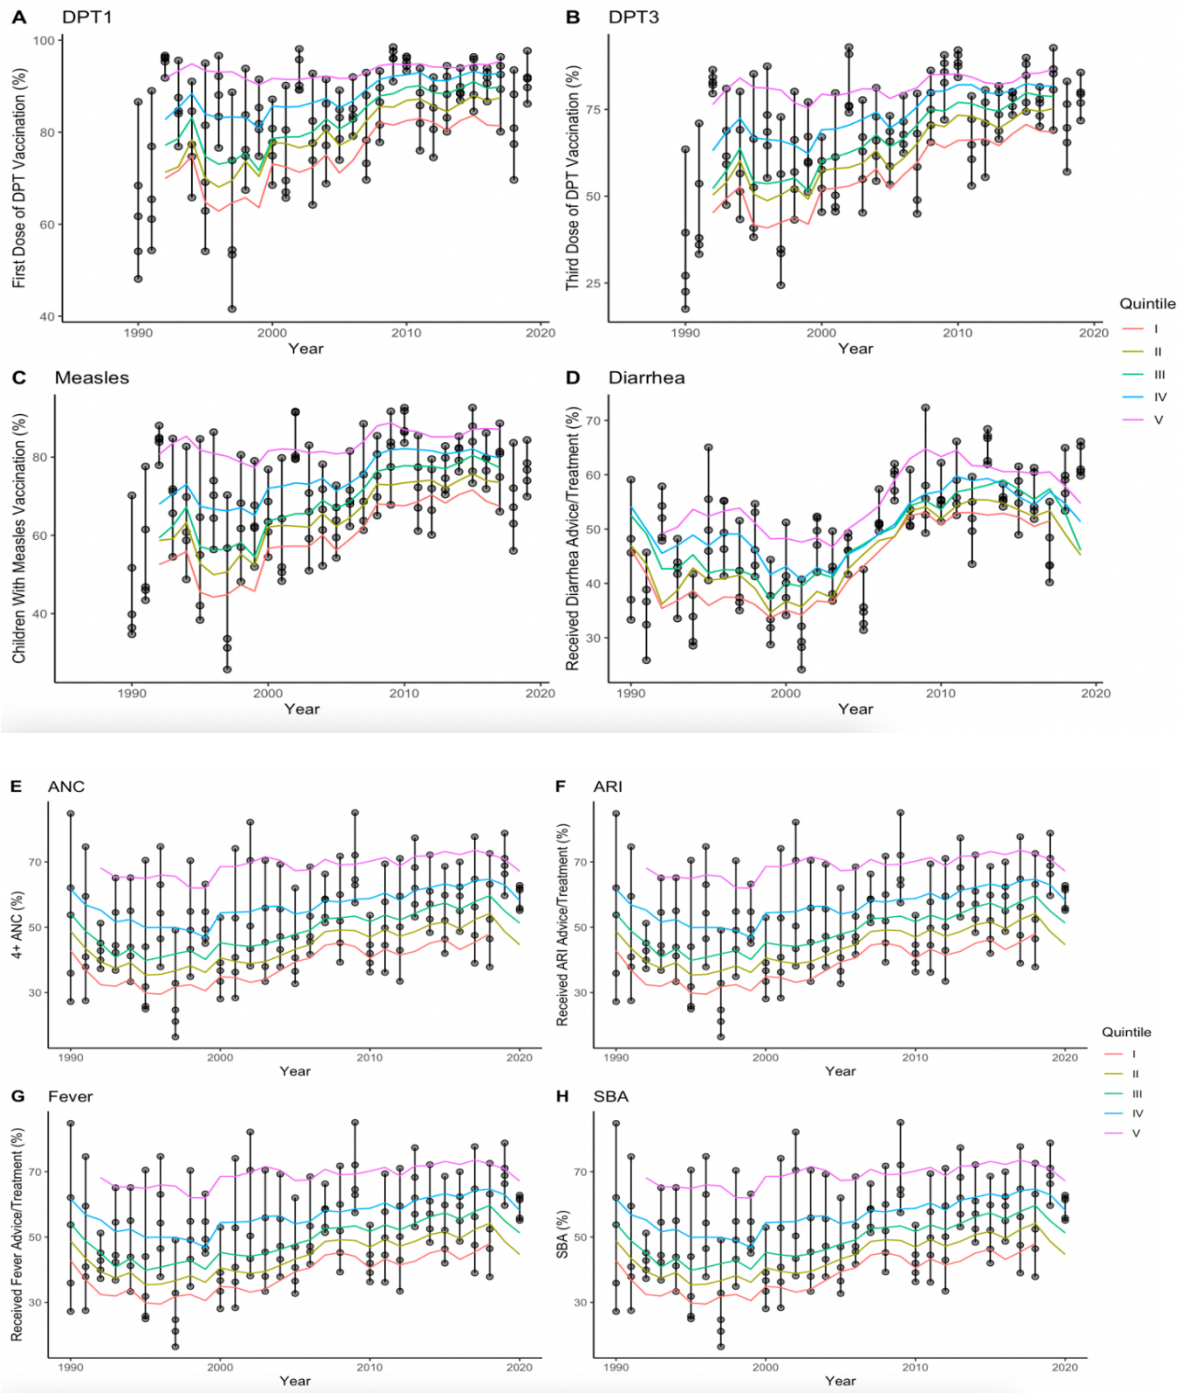 A DPT1
100
80
60
40
First Dose of DPT Vaccination (%)
1990 2000 2010 2020
Year
B DPT3
75
50
25
Third Dose of DPT Vaccination (%)
1990 2000 2010 2020
Year
Quintile
I
II
III
IV
V
C Measles
80
60
40
Children With Measles Vaccination (%)
1990 2000 2010 2020
Year
D Diarrhea
70
60
50
40
30
Received Diarrhea Advice/Treatment (%)
1990 2000 2010 2020
Year
E ANC
70
50
30
4+ ANC (%)
1990 2000 2010 2020
Year
F ARI
70
50
30
Received ARI Advice/Treatment (%)
1990 2000 2010 2020
Year
Quintile
I
II
III
IV
V
G Fever
70
50
30
Received Fever Advice/Treatment (%)
1990 2000 2010 2020
Year
H SBA
70
50
30
SBA (%)
1990 2000 2010 2020
Year